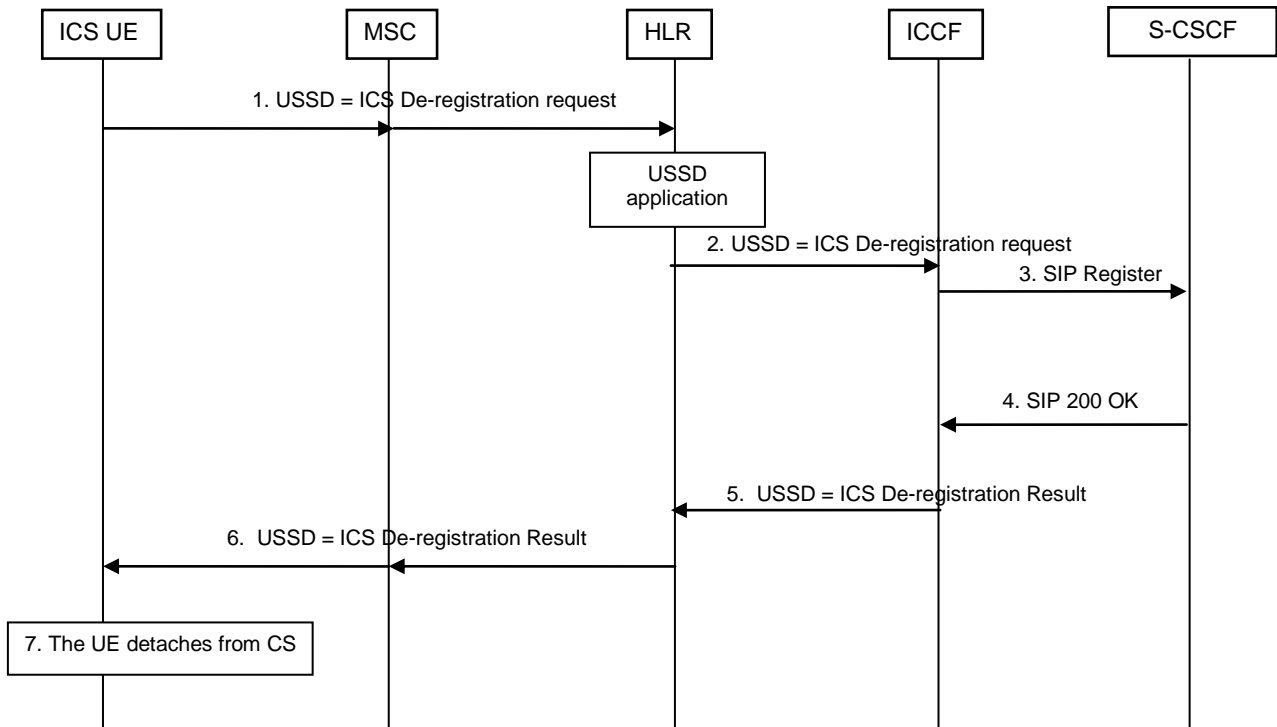 ICS UE
MSC
HLR
ICCF
S-CSCF
1. USSD = ICS De-registration request
USSD
application
2. USSD = ICS De-registration request
3. SIP Register
4. SIP 200 OK
5. USSD = ICS De-registration Result
6. USSD = ICS De-registration Result
7. The UE detaches from CS